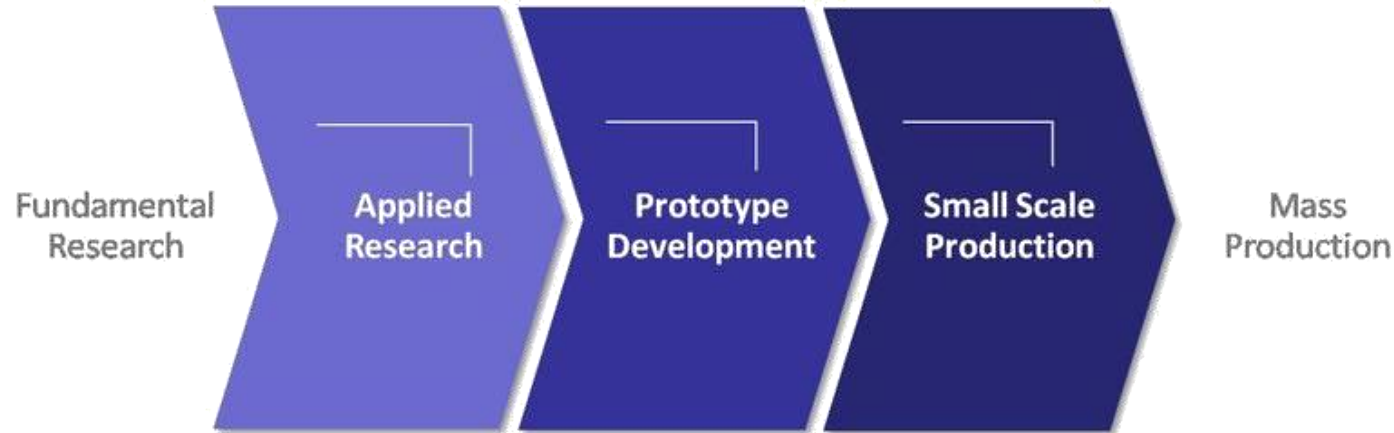 Fundamental
Research
Applied
Research
Prototype
Development
Small Scale
Production
Mass
Production